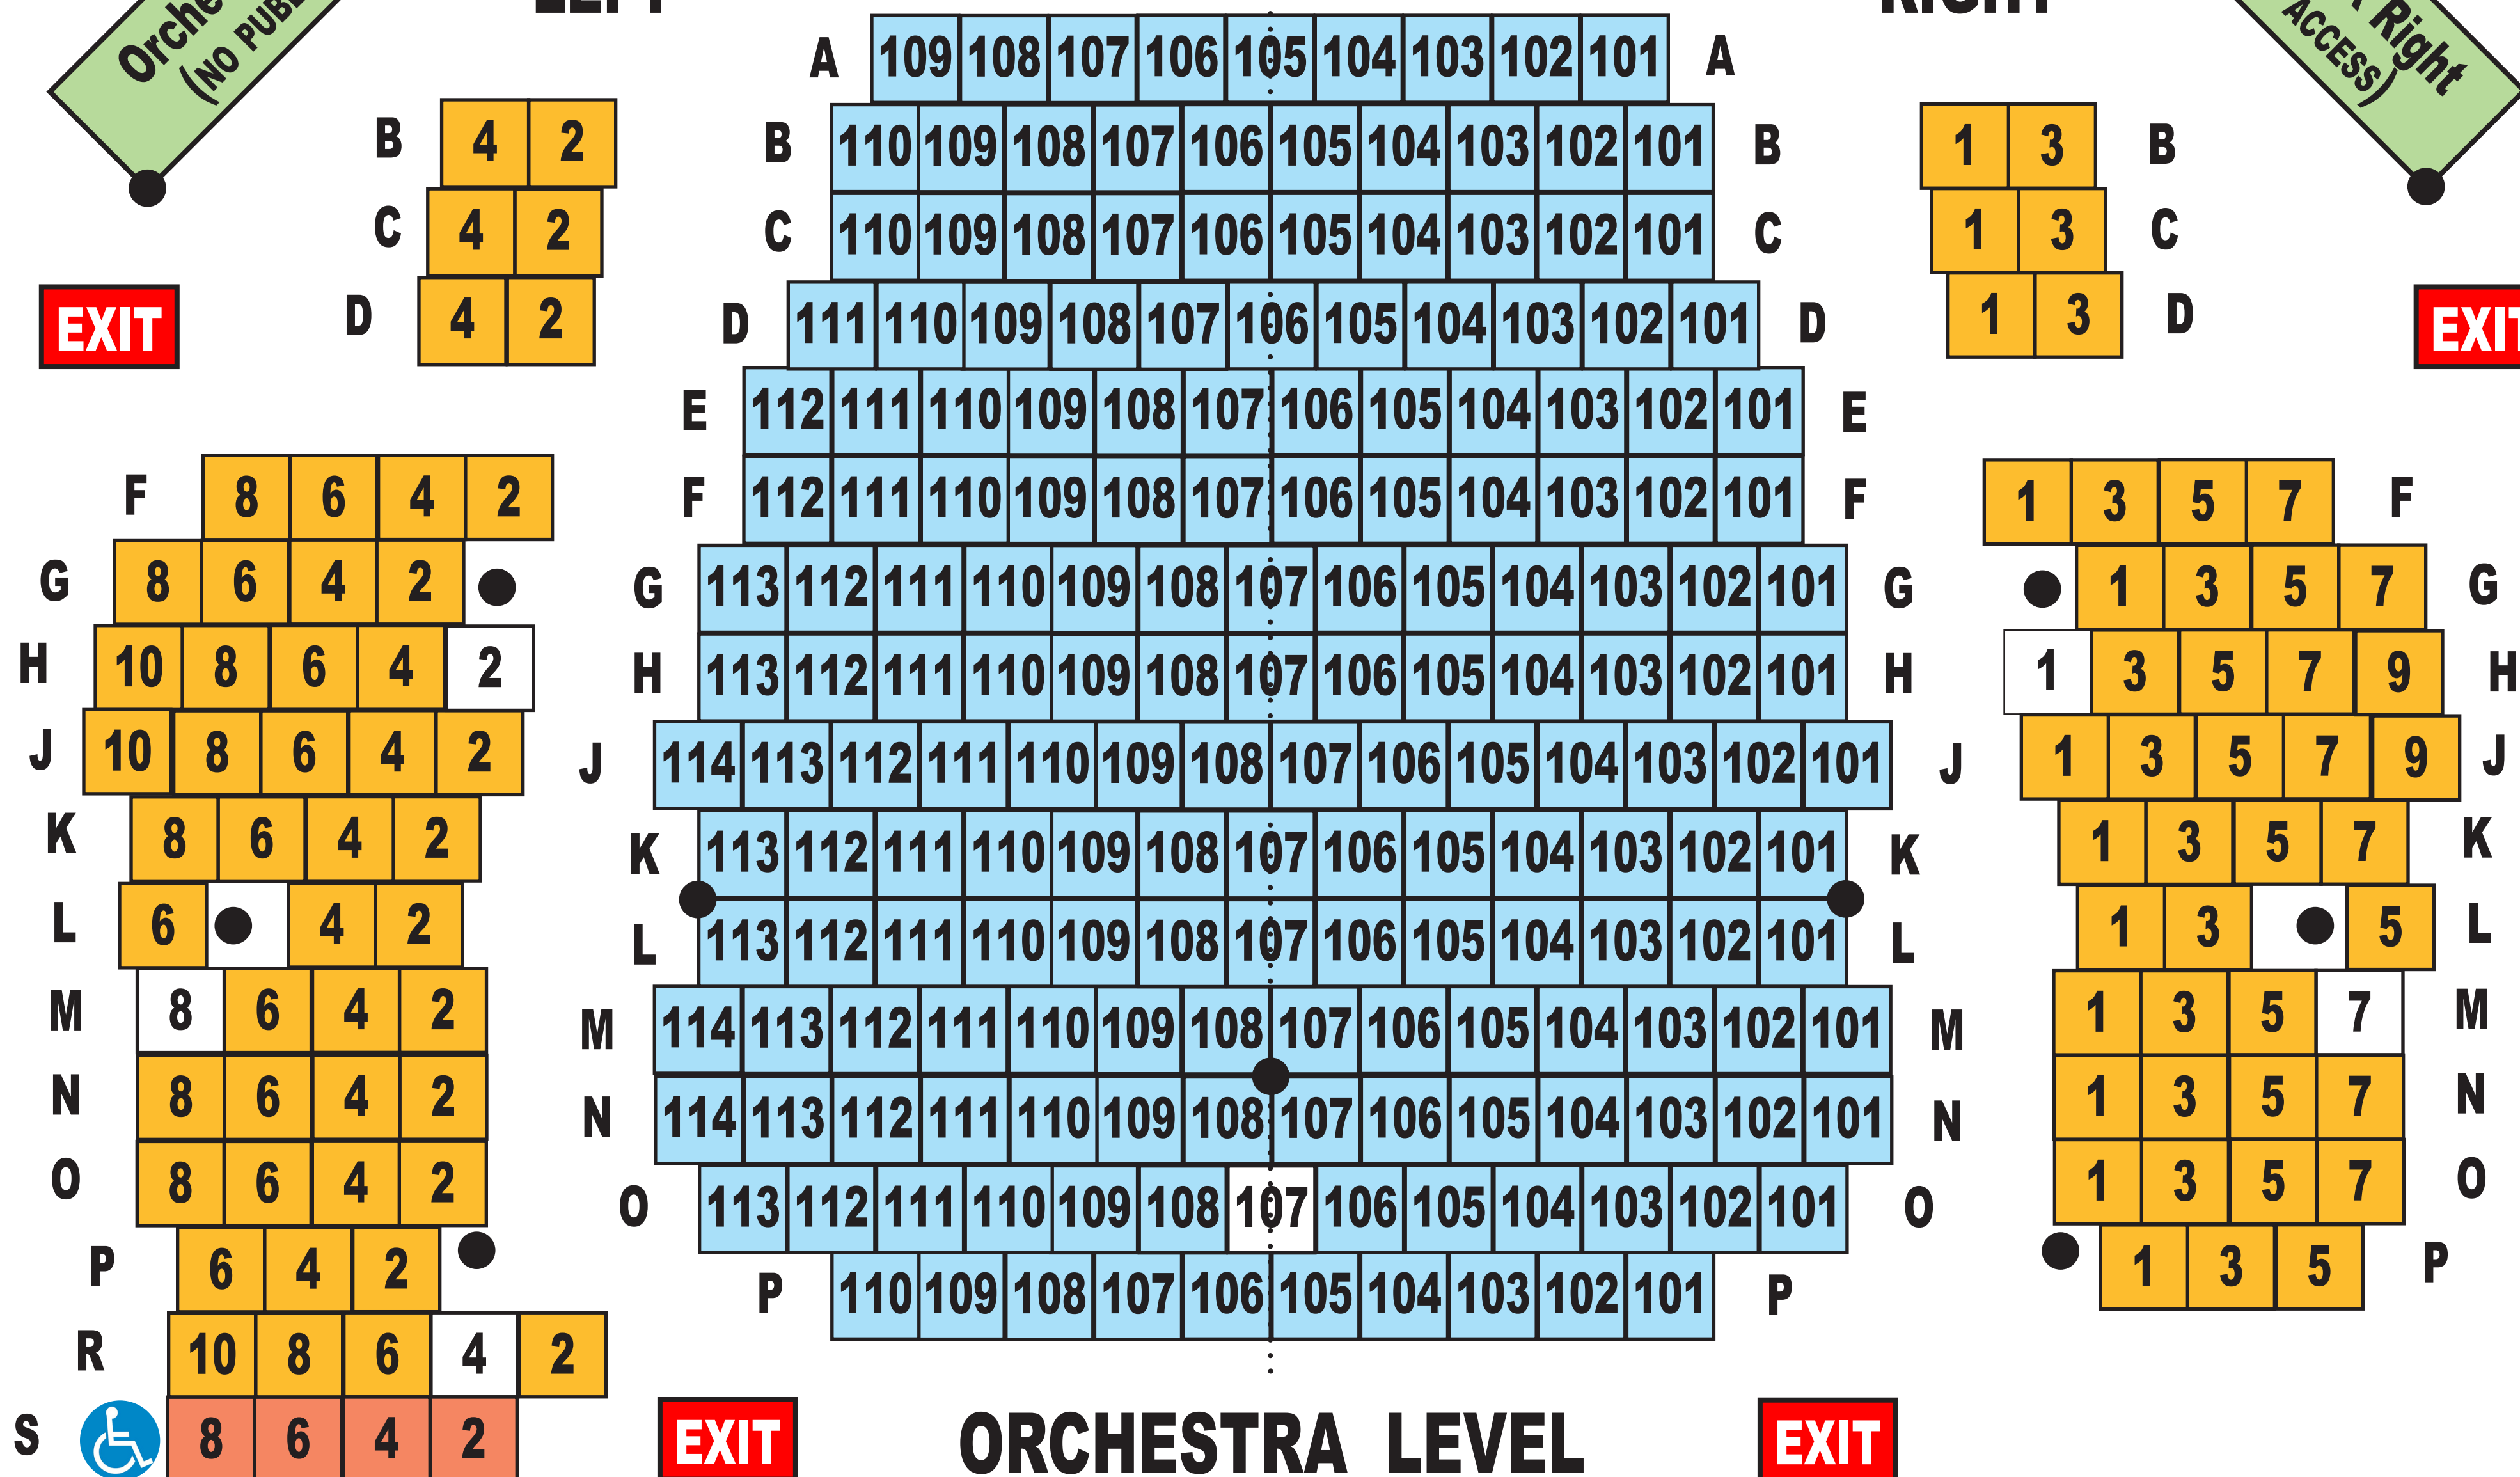 LEFT
RIGHT
Orche
(NO PUB
A Right
ACCESS)
A 109 108 107 106 105 104 103 102 101 A
B 4 2
B 110 109 108 107 106 105 104 103 102 101 B
1 3 B
C 4 2
C 110 109 108 107 106 105 104 103 102 101 C
1 3 C
D 4 2
D 111 110 109 108 107 106 105 104 103 102 101 D
1 3 D
EXIT
EXIT
E 112 111 110 109 108 107 106 105 104 103 102 101 E
F 8 6 4 2
F 112 111 110 109 108 107 106 105 104 103 102 101 F
1 3 5 7 F
G 8 6 4 2
G 113 112 111 110 109 108 107 106 105 104 103 102 101 G
1 3 5 7 G
H 10 8 6 4 2
H 113 112 111 110 109 108 107 106 105 104 103 102 101 H
1 3 5 7 9 H
J 10 8 6 4 2
J 114 113 112 111 110 109 108 107 106 105 104 103 102 101 J
1 3 5 7 9 J
K 8 6 4 2
K 113 112 111 110 109 108 107 106 105 104 103 102 101 K
1 3 5 7 K
L 6 4 2
L 113 112 111 110 109 108 107 106 105 104 103 102 101 L
1 3 5 L
M 8 6 4 2
M 114 113 112 111 110 109 108 107 106 105 104 103 102 101 M
1 3 5 7 M
N 8 6 4 2
N 114 113 112 111 110 109 108 107 106 105 104 103 102 101 N
1 3 5 7 N
O 8 6 4 2
O 113 112 111 110 109 108 107 106 105 104 103 102 101 O
1 3 5 7 O
P 6 4 2
P 110 109 108 107 106 105 104 103 102 101 P
1 3 5 P
R 10 8 6 4 2
S 8 6 4 2
EXIT
ORCHESTRA LEVEL
EXIT